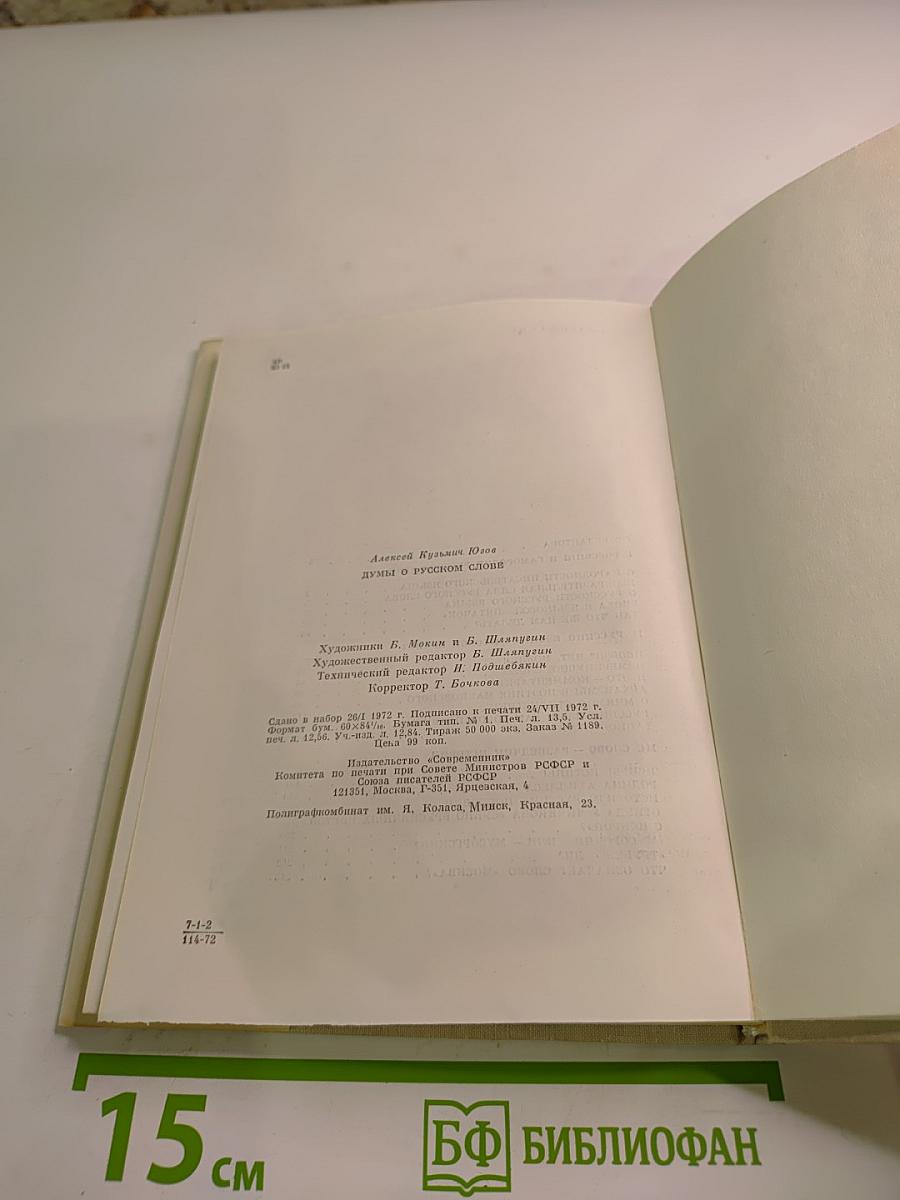 Алексей Кузьмич Югов
ДУМЫ О РУССКОМ СЛОВЕ
Художники Б. Мокин и Б. Шляпугин
Художественный редактор Б. Шляпугин
Технический редактор И. Подшебякин
Корректор Т. Бочкова
Сдано в набор 26/I 1972 г. Подписано к печати 24/VII 1972 г.
Формат бум. 60×84¹/₁₆. Бумага тип. № 1. Печ. л. 13,5. Усл.
печ. л. 12,56. Уч.-изд. л. 12,84. Тираж 50 000 экз. Заказ № 1189.
Цена 99 коп.
Издательство «Современник»
Комитета по печати при Совете Министров РСФСР и
Союза писателей РСФСР
121351, Москва, Г-351, Ярцевская, 4
Полиграфкомбинат им. Я. Коласа, Минск, Красная, 23.
7-1-2
114-72
15 см
БФ БИБЛИОФАН